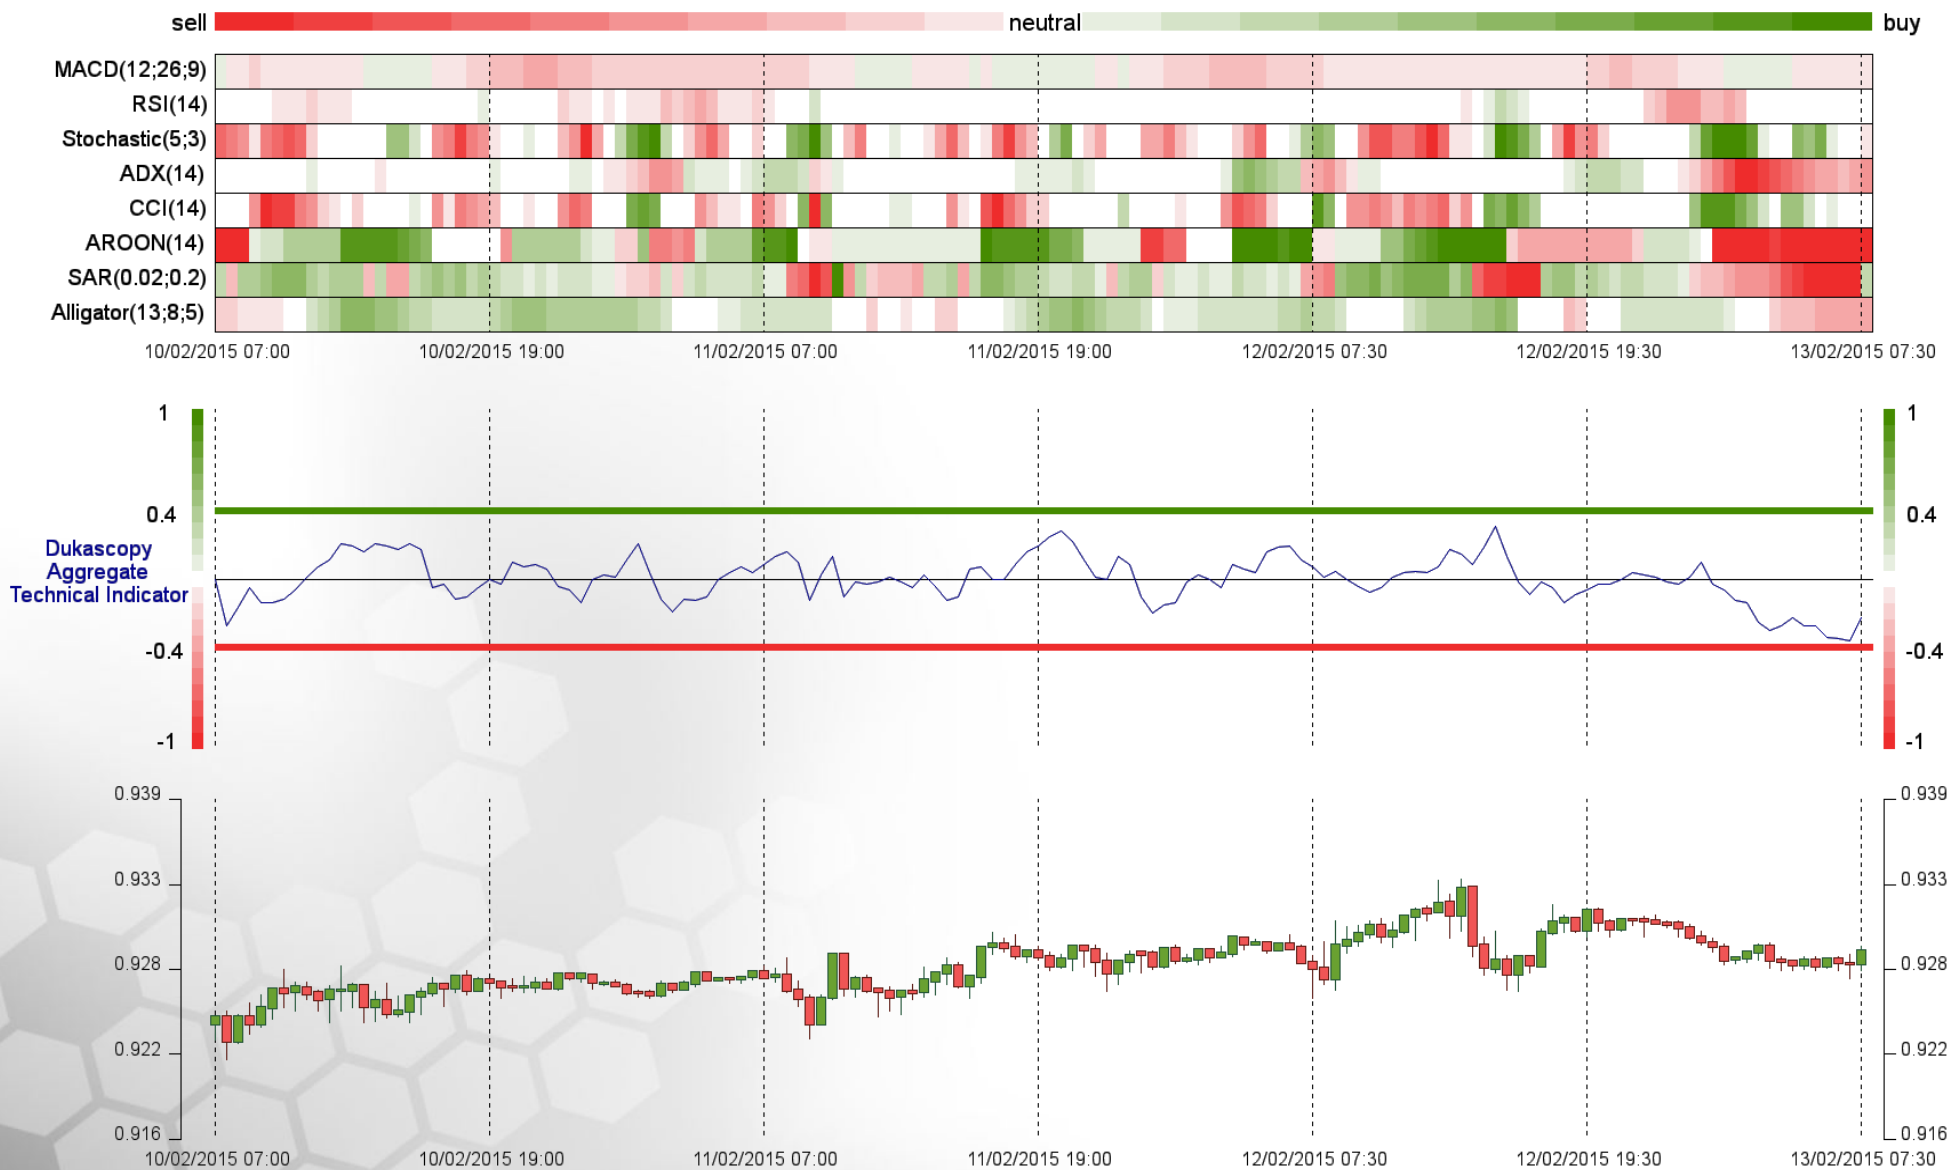 sell neutral buy
MACD(12;26;9)
RSI(14)
Stochastic(5;3)
ADX(14)
CCI(14)
AROON(14)
SAR(0.02;0.2)
Alligator(13;8;5)
10/02/2015 07:00 10/02/2015 19:00 11/02/2015 07:00 11/02/2015 19:00 12/02/2015 07:30 12/02/2015 19:30 13/02/2015 07:30
1 1
0.4 0.4
Dukascopy
Aggregate
Technical Indicator
-0.4 -0.4
-1 -1
0.939 0.939
0.933 0.933
0.928 0.928
0.922 0.922
0.916 0.916
10/02/2015 07:00 10/02/2015 19:00 11/02/2015 07:00 11/02/2015 19:00 12/02/2015 07:30 12/02/2015 19:30 13/02/2015 07:30